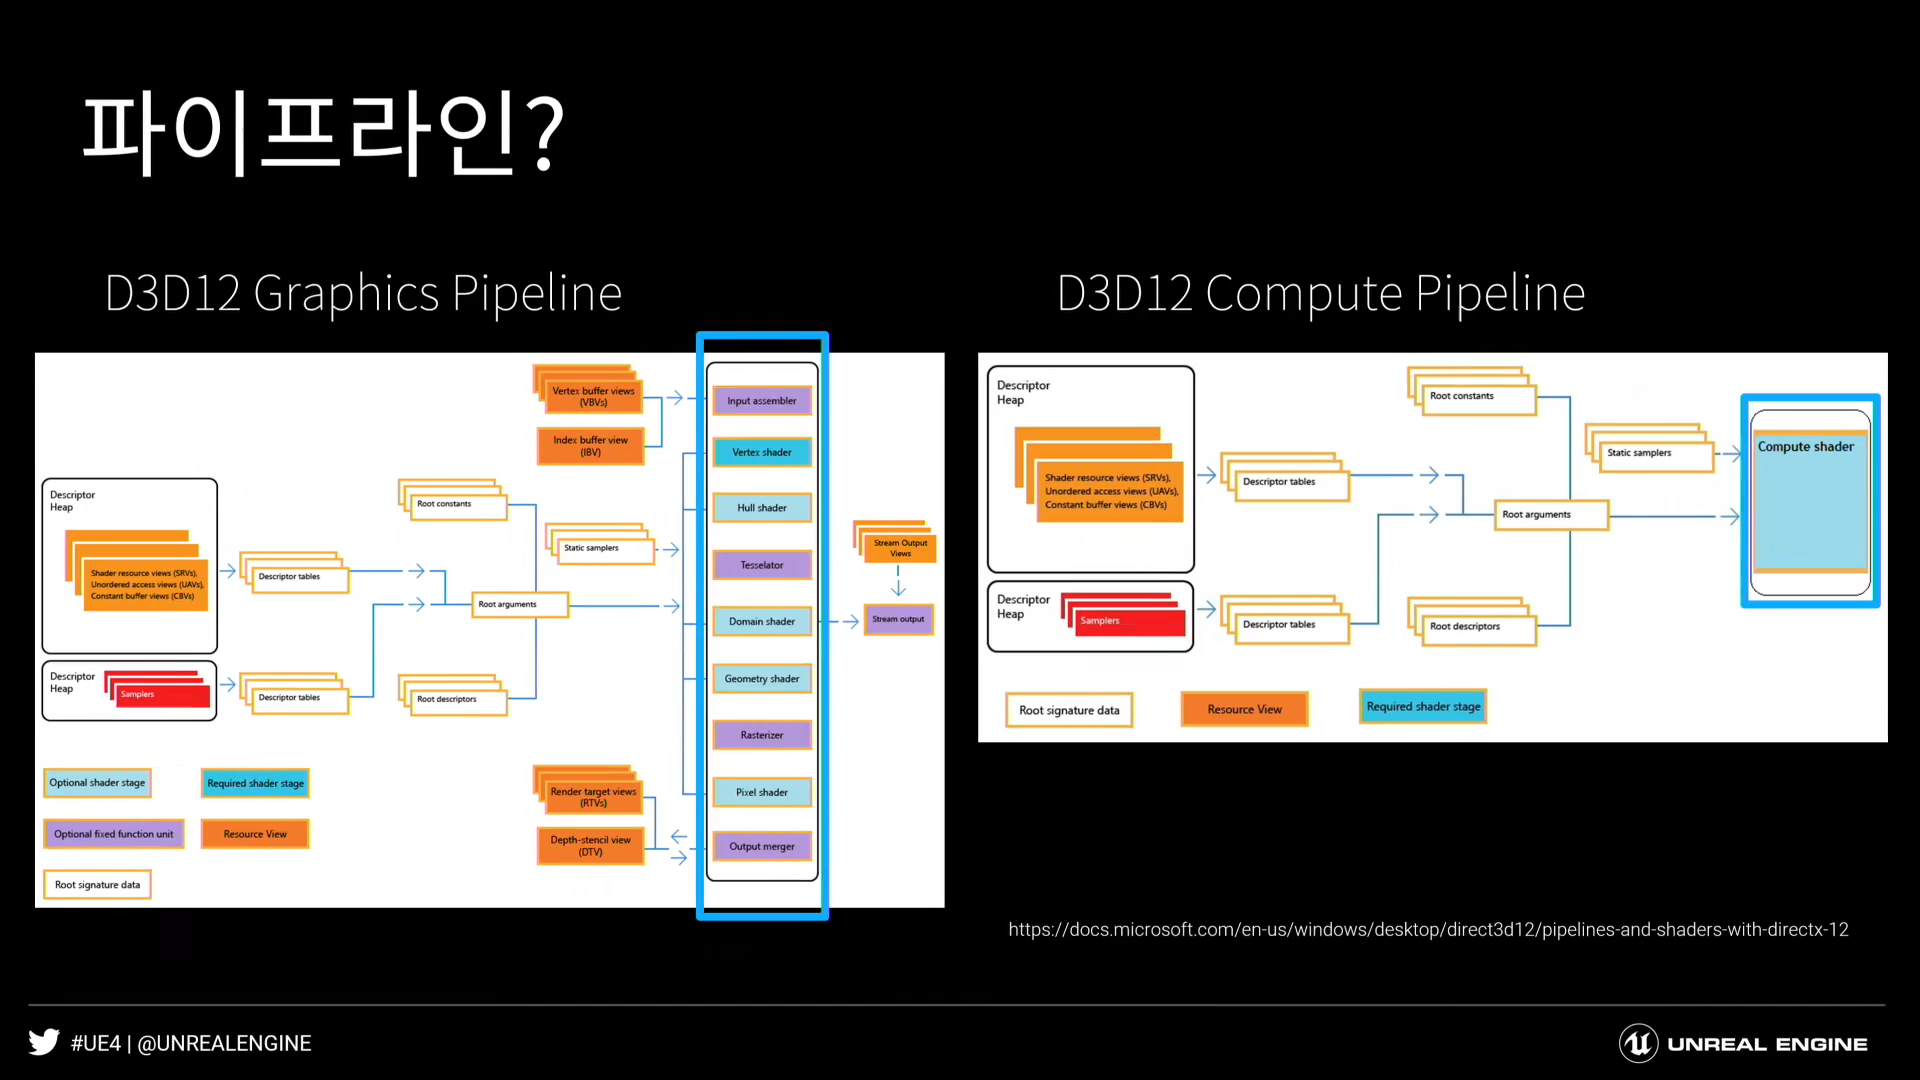 파이프라인?
D3D12 Graphics Pipeline
Vertex buffer views
(VBVs)
Index buffer view
(IBV)
Input assembler
Vertex shader
Hull shader
Tesselator
Domain shader
Geometry shader
Rasterizer
Pixel shader
Output merger
Descriptor
Heap
Shader resource views (SRVs),
Unordered access views (UAVs),
Constant buffer views (CBVs)
Descriptor tables
Root constants
Static samplers
Root arguments
Stream Output
Views
Stream output
Descriptor
Heap
Samplers
Descriptor tables
Root descriptors
Render target views
(RTVs)
Depth-stencil view
(DTV)
Optional shader stage
Required shader stage
Optional fixed function unit
Resource View
Root signature data
D3D12 Compute Pipeline
Descriptor
Heap
Shader resource views (SRVs),
Unordered access views (UAVs),
Constant buffer views (CBVs)
Descriptor tables
Root constants
Static samplers
Compute shader
Root arguments
Descriptor
Heap
Samplers
Descriptor tables
Root descriptors
Root signature data
Resource View
Required shader stage
https://docs.microsoft.com/en-us/windows/desktop/direct3d12/pipelines-and-shaders-with-directx-12
#UE4 | @UNREALENGINE
UNREAL ENGINE